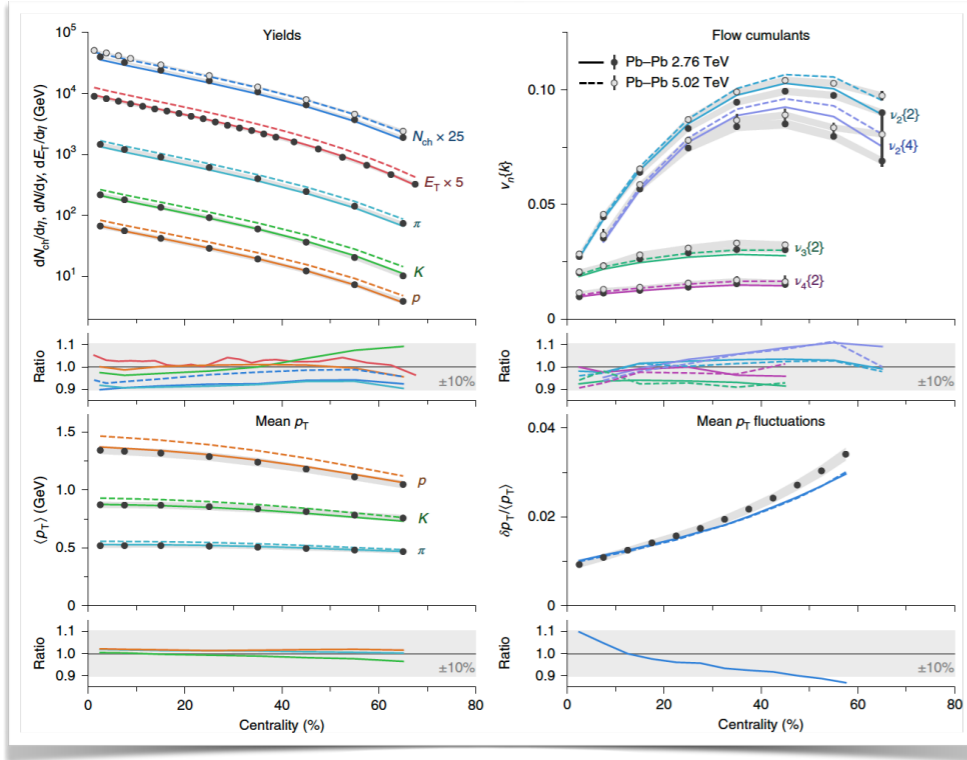 Yields
10^5
10^4
10^3
10^2
10^1
dN_ch/dη, dN/dy, dE_T/dη (GeV)
N_ch × 25
E_T × 5
π
K
p
Ratio
1.1
1.0
0.9
±10%
Flow cumulants
Pb–Pb 2.76 TeV
Pb–Pb 5.02 TeV
0.10
0.05
0
v_n{k}
ν_2{2}
ν_2{4}
ν_3{2}
ν_4{2}
Ratio
1.1
1.0
0.9
±10%
Mean p_T
1.5
1.0
0.5
0
⟨p_T⟩ (GeV)
p
K
π
Ratio
1.1
1.0
0.9
±10%
0 20 40 60 80
Centrality (%)
Mean p_T fluctuations
0.04
0.02
0
δp_T/⟨p_T⟩
Ratio
1.1
1.0
0.9
±10%
0 20 40 60 80
Centrality (%)